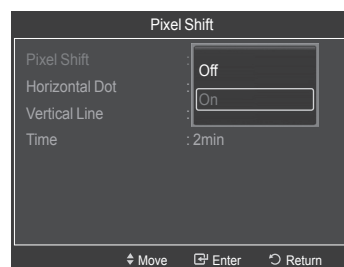 Pixel Shift
Pixel Shift :
Off
Horizontal Dot :
On
Vertical Line :
Time : 2min
Move Enter Return